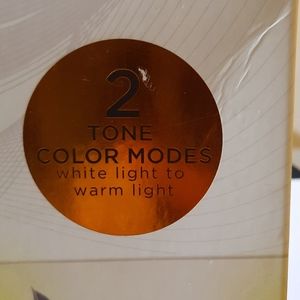 2
TONE
COLOR MODES
white light to
warm light